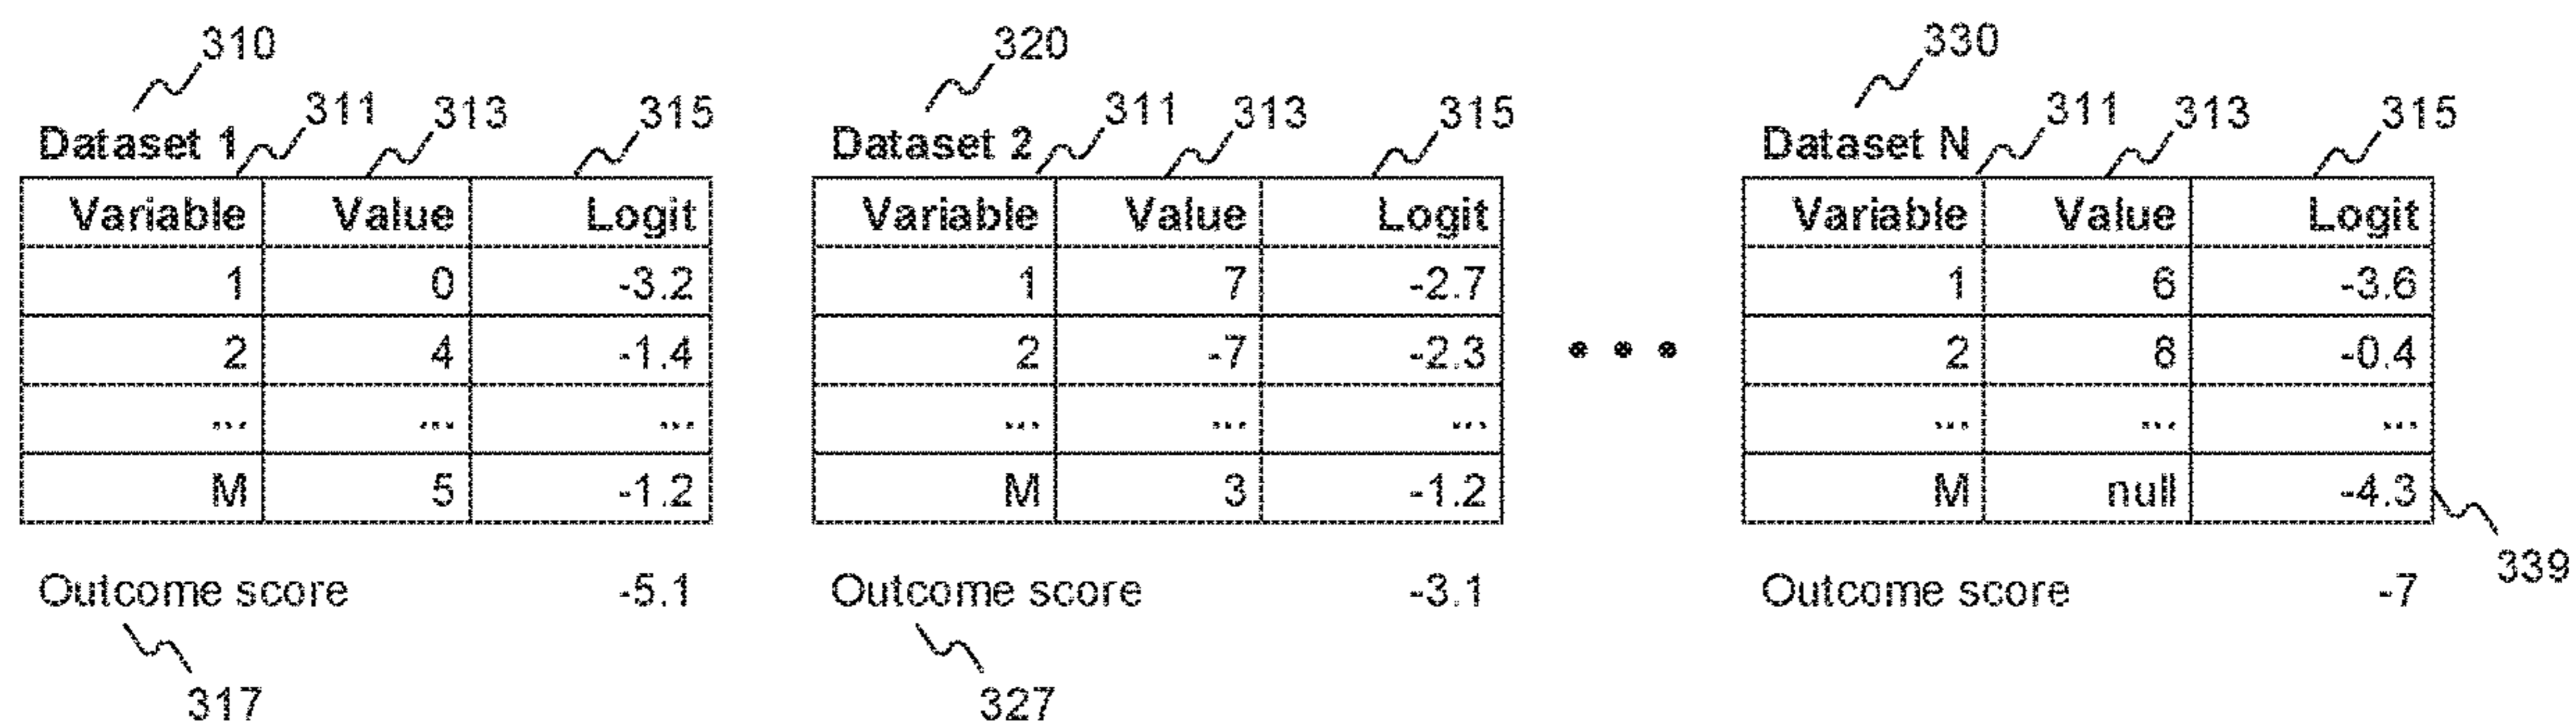 310 320 330
311 313 315 311 313 315 311 313 315
Dataset 1 Dataset 2 Dataset N
Variable Value Logit Variable Value Logit Variable Value Logit
1 0 -3.2 1 7 -2.7 1 6 -3.6
2 4 -1.4 2 -7 -2.3 • • • 2 8 -0.4
... ... ... ... ... ... ... ... ...
M 5 -1.2 M 3 -1.2 M null -4.3
339
Outcome score -5.1 Outcome score -3.1 Outcome score -7
317 327